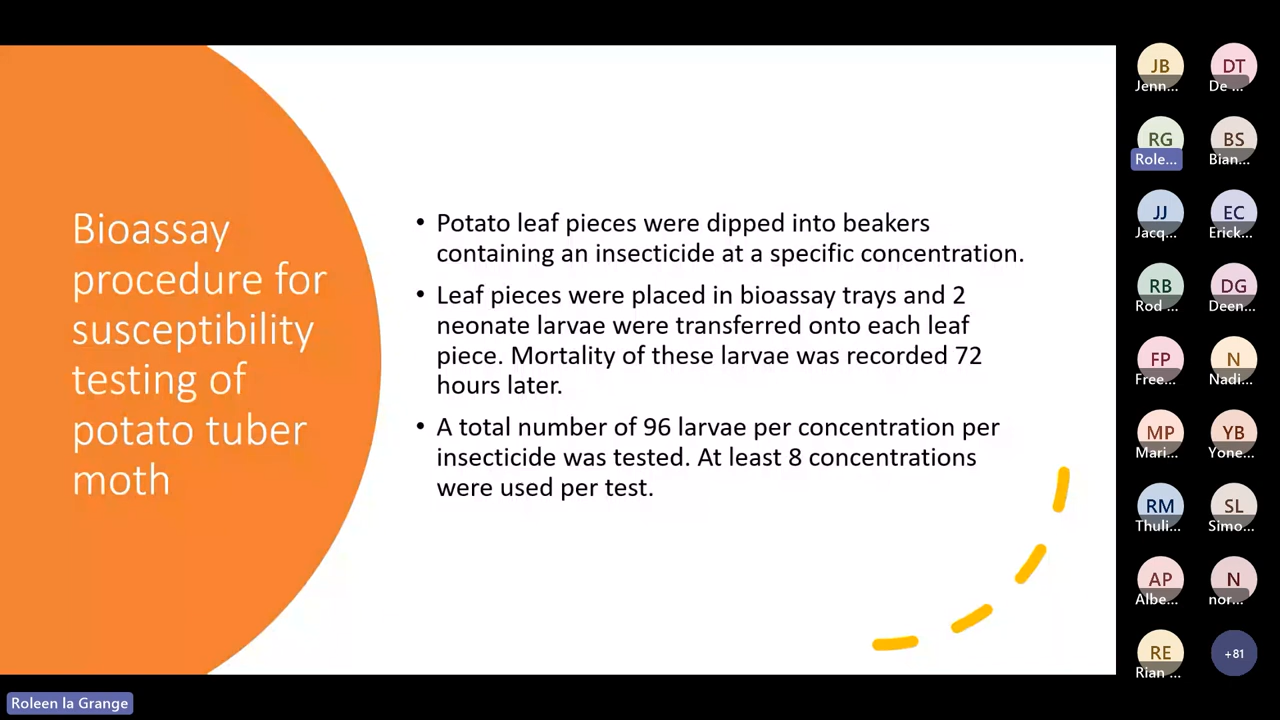 Bioassay
procedure for
susceptibility
testing of
potato tuber
moth
• Potato leaf pieces were dipped into beakers
containing an insecticide at a specific concentration.
• Leaf pieces were placed in bioassay trays and 2
neonate larvae were transferred onto each leaf
piece. Mortality of these larvae was recorded 72
hours later.
• A total number of 96 larvae per concentration per
insecticide was tested. At least 8 concentrations
were used per test.
JB
Jenn...
DT
De ...
RG
Role...
BS
Bian...
JJ
Jacq...
EC
Erick...
RB
Rod ...
DG
Deen...
FP
Free...
N
Nadi...
MP
Mari...
YB
Yone...
RM
Thuli...
SL
Simo...
AP
Albe...
N
nor...
RE
Rian ...
+81
Roleen la Grange